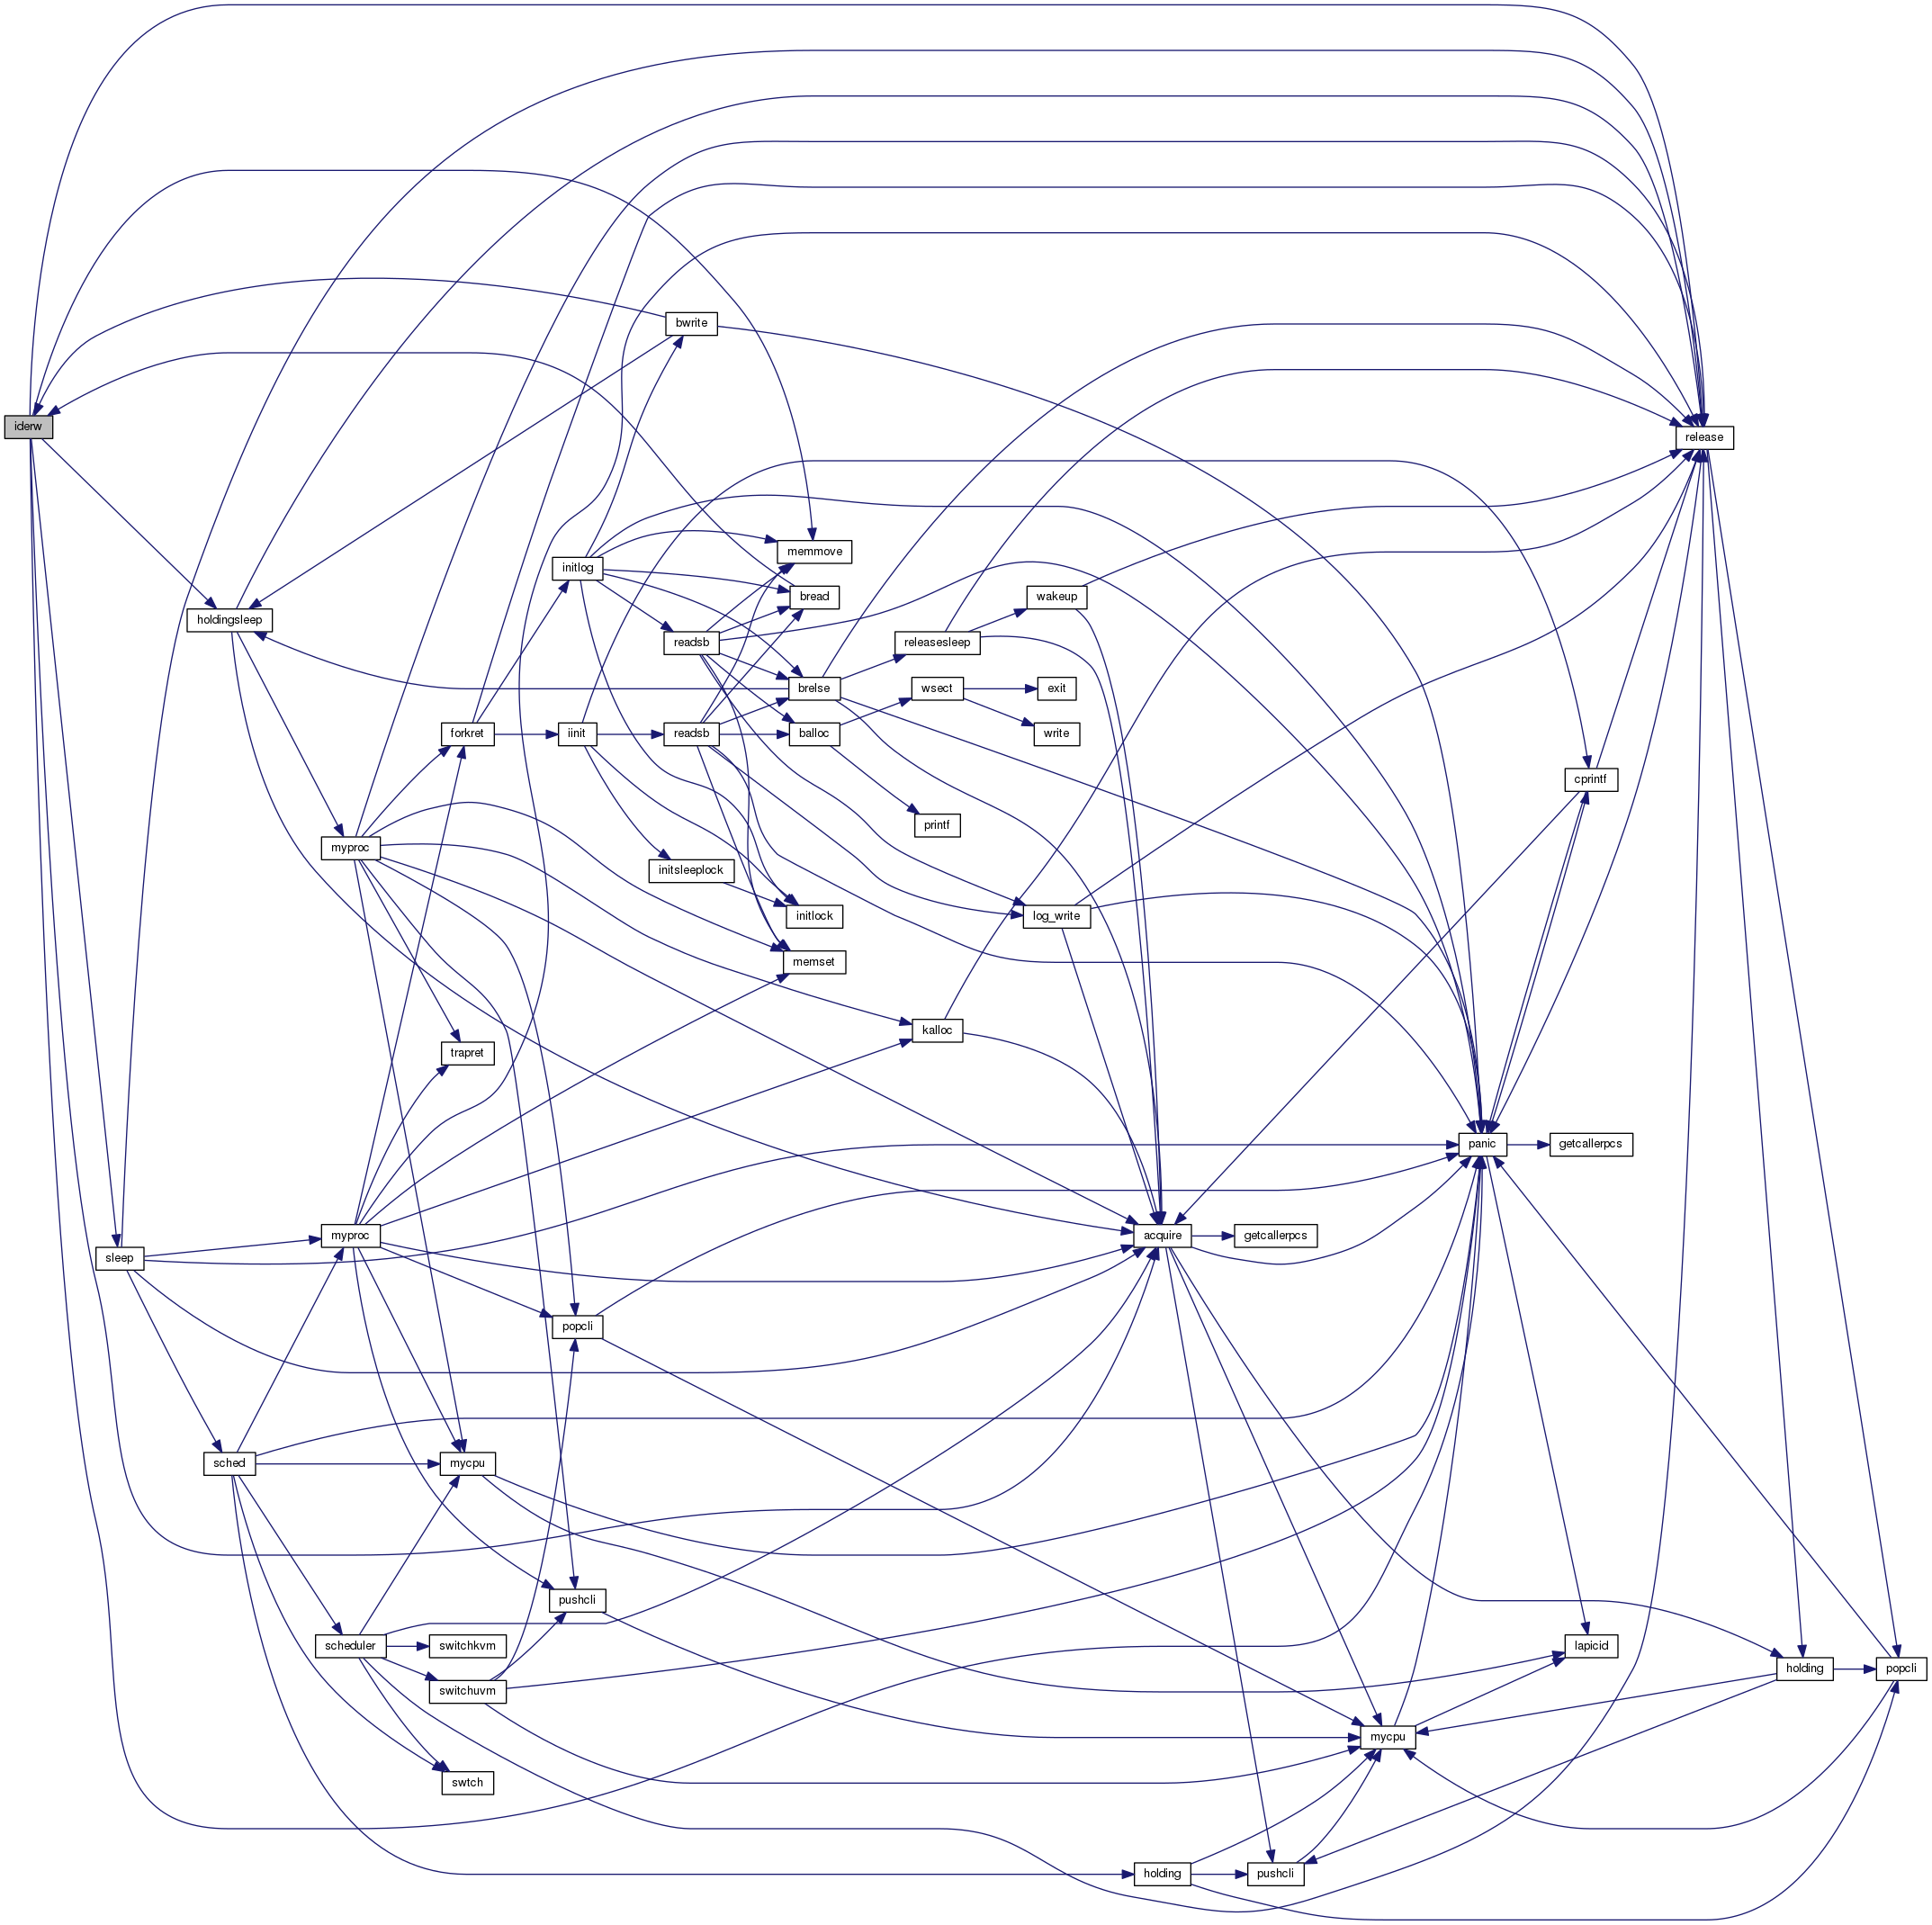 bwrite
iderw
release
memmove
initlog
bread
wakeup
holdingsleep
readsb
releasesleep
brelse
wsect
exit
forkret
iinit
readsb
balloc
write
cprintf
printf
myproc
initsleeplock
initlock
log_write
memset
kalloc
trapret
panic
getcallerpcs
myproc
acquire
getcallerpcs
sleep
popcli
sched
mycpu
pushcli
scheduler
switchkvm
lapicid
holding
popcli
switchuvm
mycpu
swtch
holding
pushcli